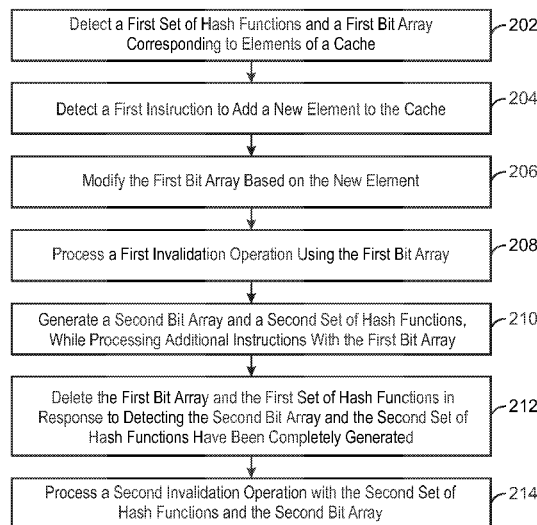 Detect a First Set of Hash Functions and a First Bit Array
Corresponding to Elements of a Cache
202
Detect a First Instruction to Add a New Element to the Cache
204
Modify the First Bit Array Based on the New Element
206
Process a First Invalidation Operation Using the First Bit Array
208
Generate a Second Bit Array and a Second Set of Hash Functions,
While Processing Additional Instructions With the First Bit Array
210
Delete the First Bit Array and the First Set of Hash Functions in
Response to Detecting the Second Bit Array and the Second Set of
Hash Functions Have Been Completely Generated
212
Process a Second Invalidation Operation with the Second Set of
Hash Functions and the Second Bit Array
214